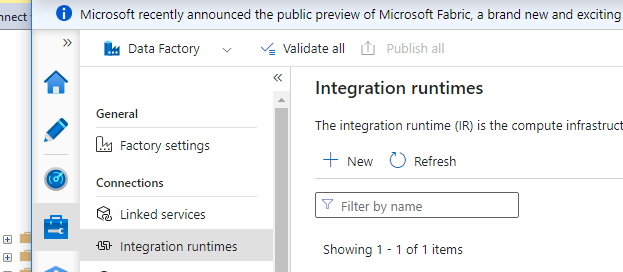 nnect
Microsoft recently announced the public preview of Microsoft Fabric, a brand new and exciting
Data Factory
Validate all
Publish all
Integration runtimes
General
The integration runtime (IR) is the compute infrastruct
Factory settings
New
Refresh
Connections
Filter by name
Linked services
Integration runtimes
Showing 1 - 1 of 1 items